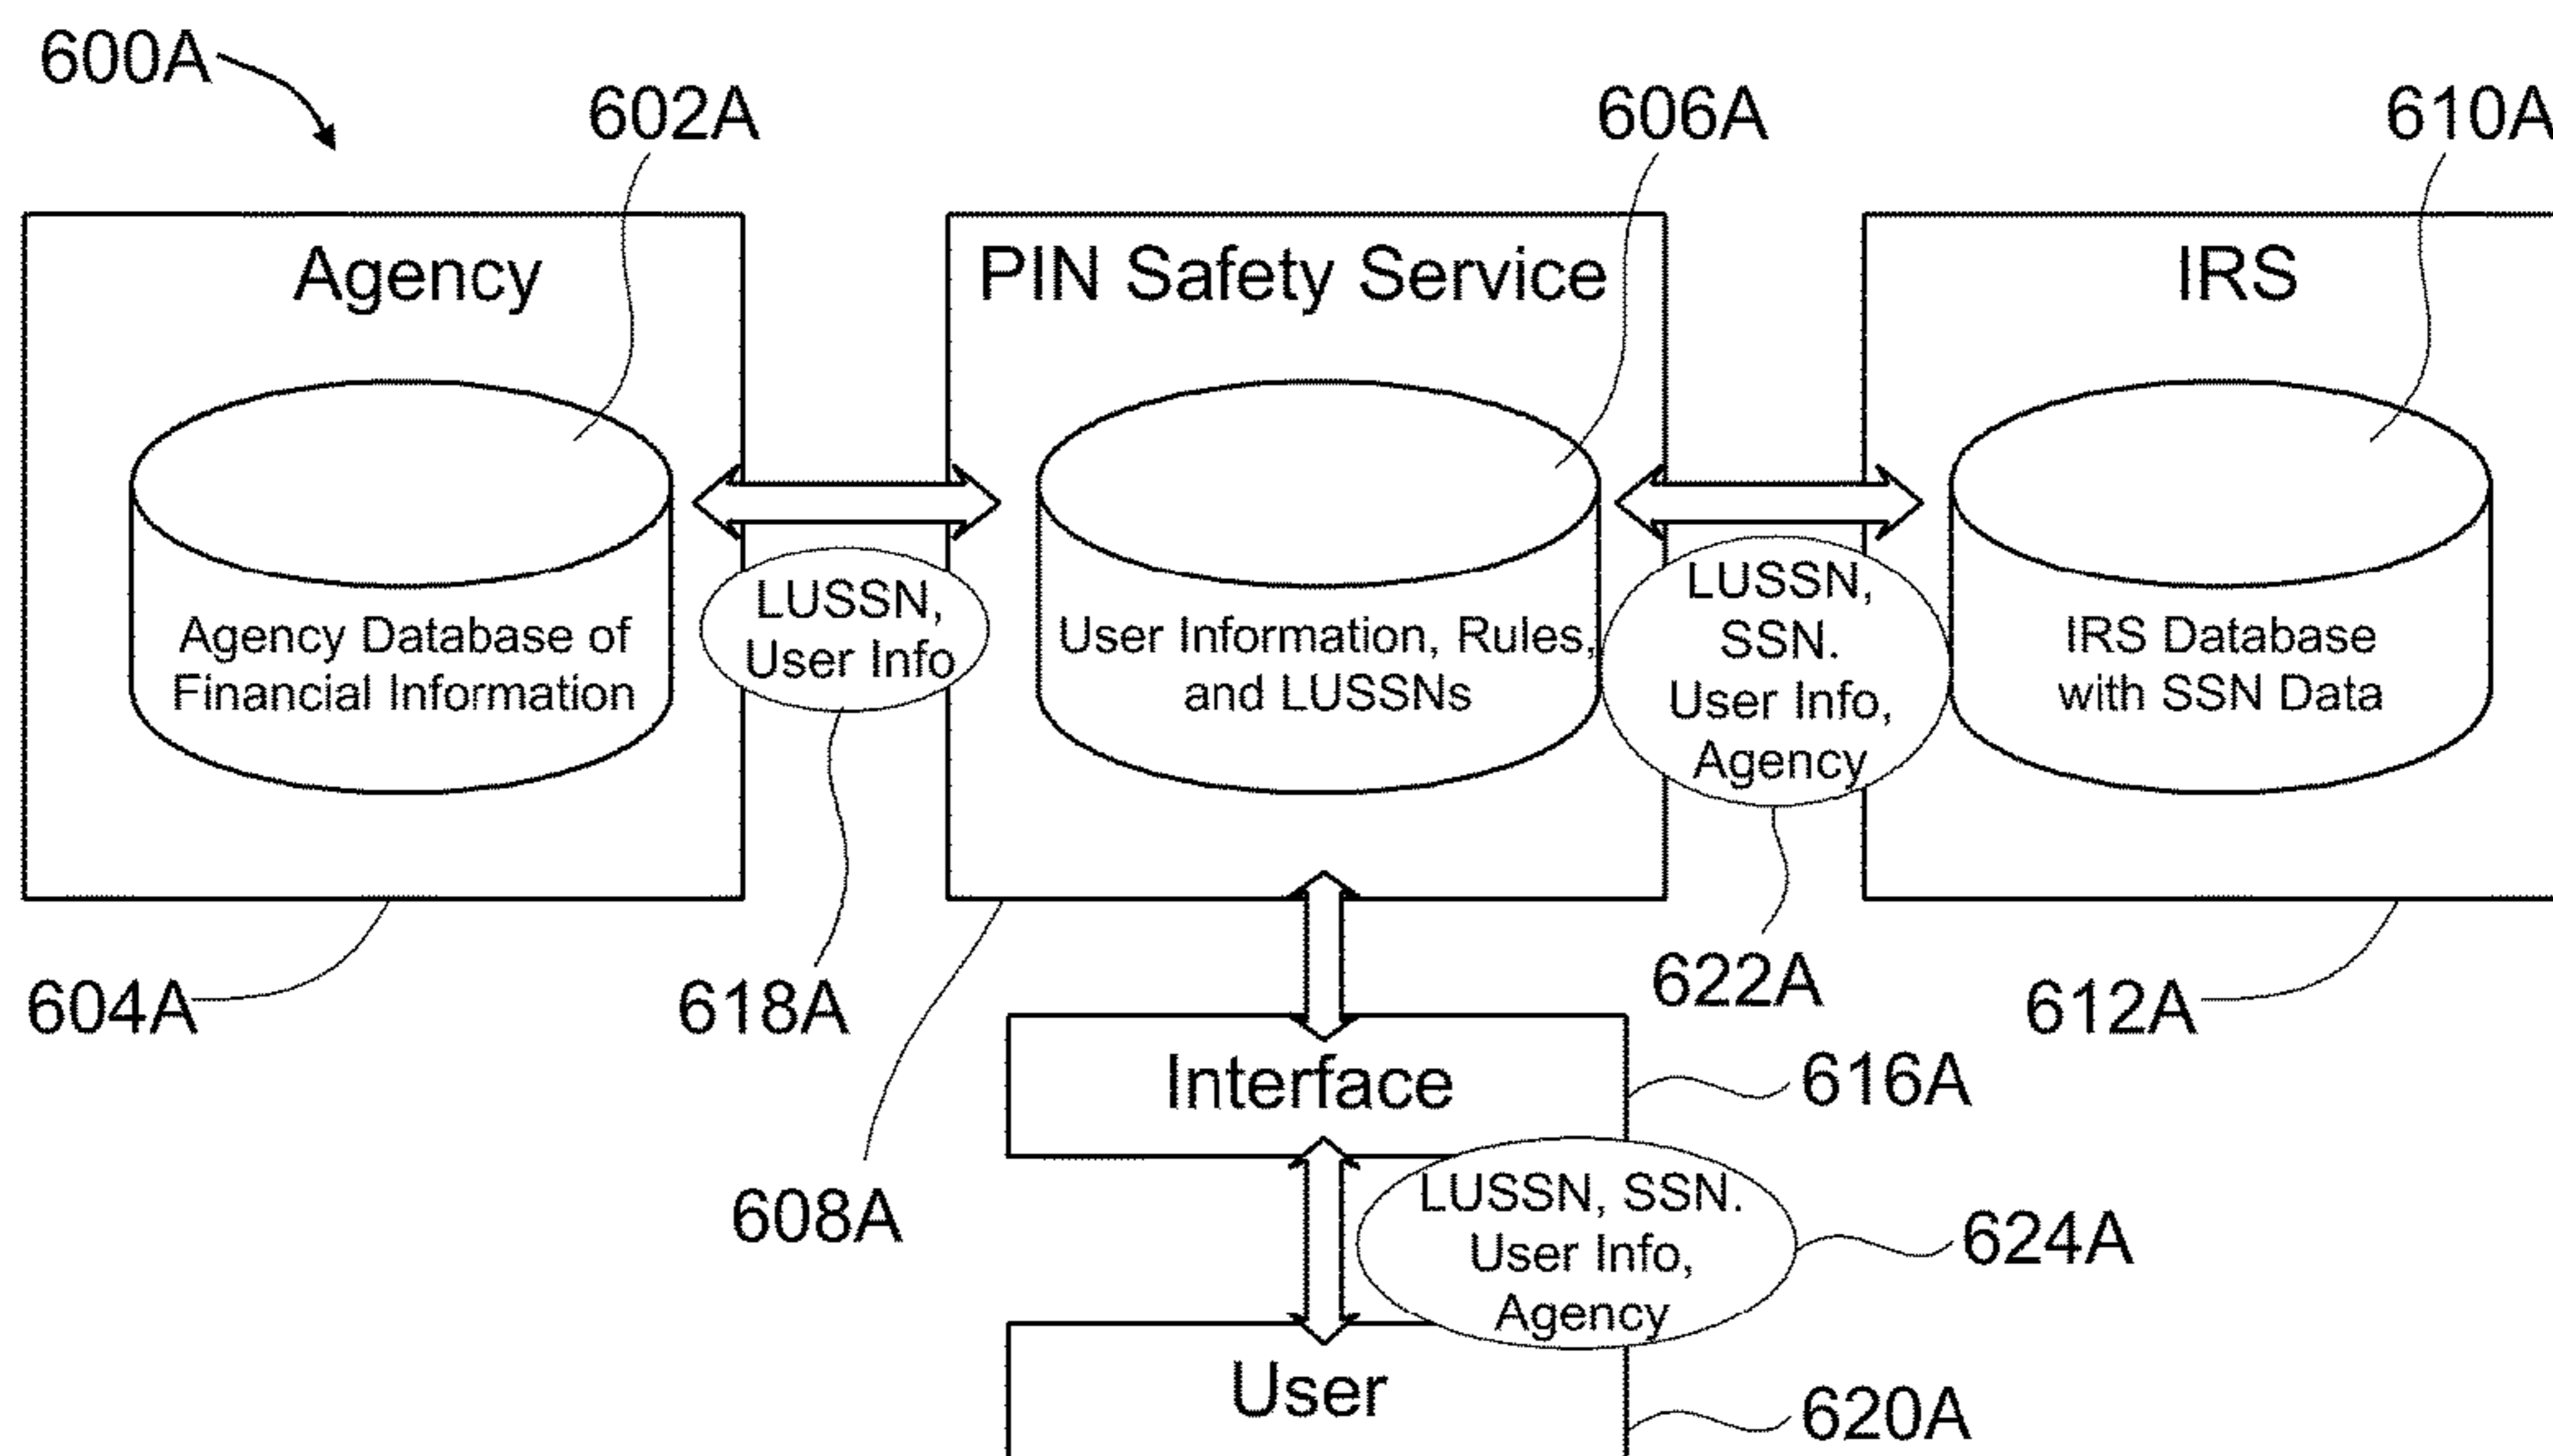 600A
602A
606A
610A
Agency
PIN Safety Service
IRS
Agency Database of
Financial Information
LUSSN,
User Info
User Information, Rules,
and LUSSNs
LUSSN,
SSN.
User Info,
Agency
IRS Database
with SSN Data
604A
618A
622A
612A
Interface
616A
608A
LUSSN, SSN.
User Info,
Agency
624A
User
620A